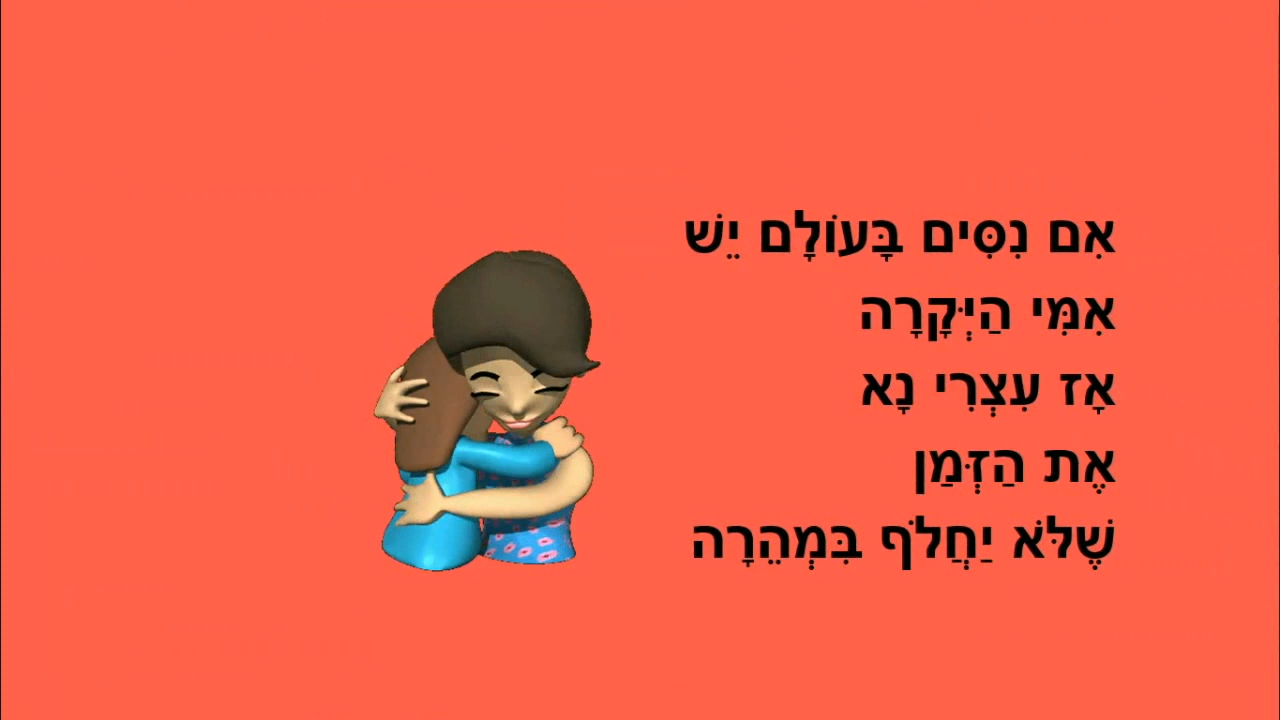 אִם נִסִּים בָּעוֹלָם יֵשׁ
אִמִּי הַיְּקָרָה
אָז עִצְרִי נָא
אֶת הַזְּמַן
שֶׁלֹּא יַחֲלֹף בִּמְהֵרָה